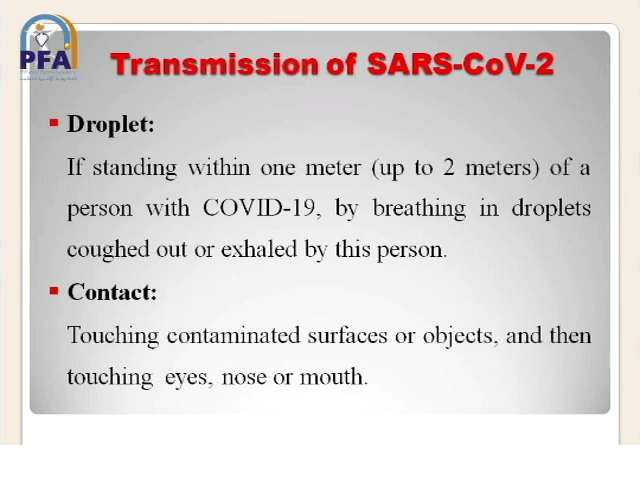 PFA
Transmission of SARS-CoV-2
▪ Droplet:
If standing within one meter (up to 2 meters) of a
person with COVID-19, by breathing in droplets
coughed out or exhaled by this person.
▪ Contact:
Touching contaminated surfaces or objects, and then
touching eyes, nose or mouth.